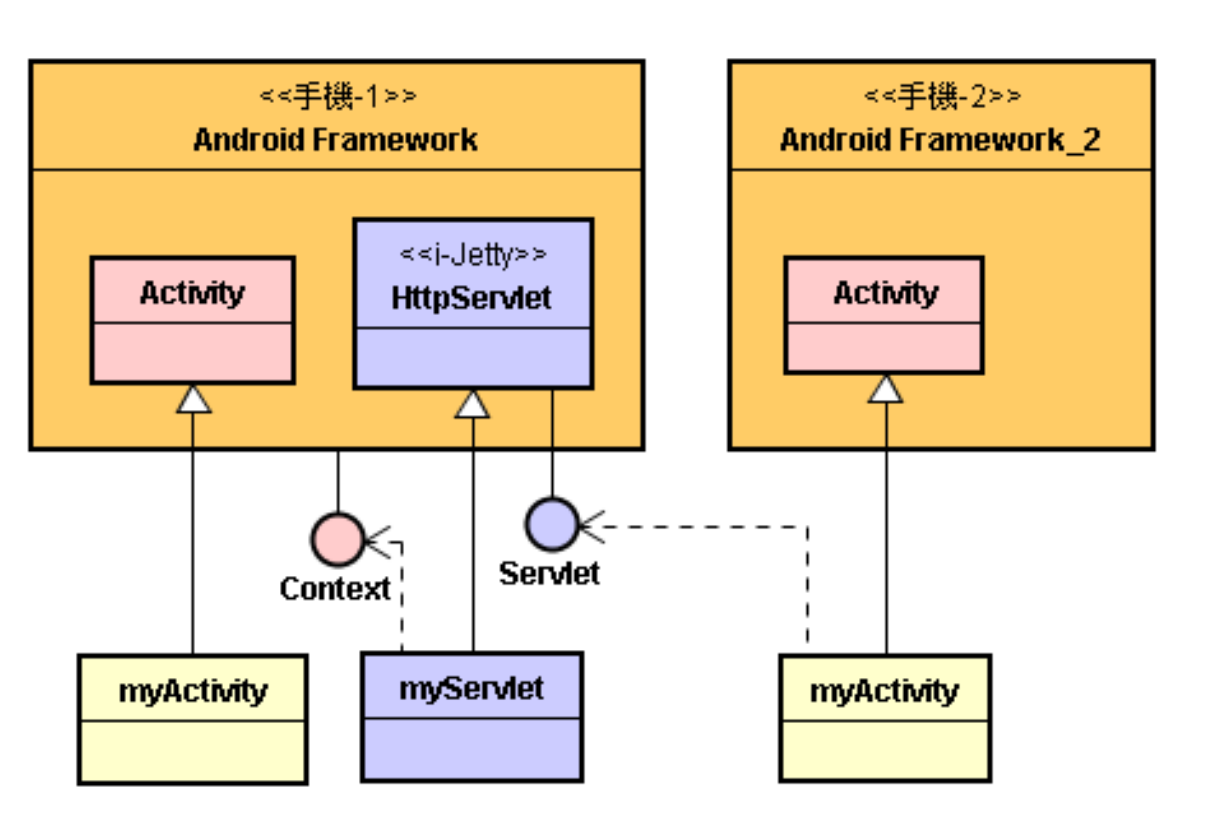 <<手機-1>>
Android Framework
<<手機-2>>
Android Framework_2
Activity
<<i-Jetty>>
HttpServlet
Activity
Context
Servlet
myActivity
myServlet
myActivity